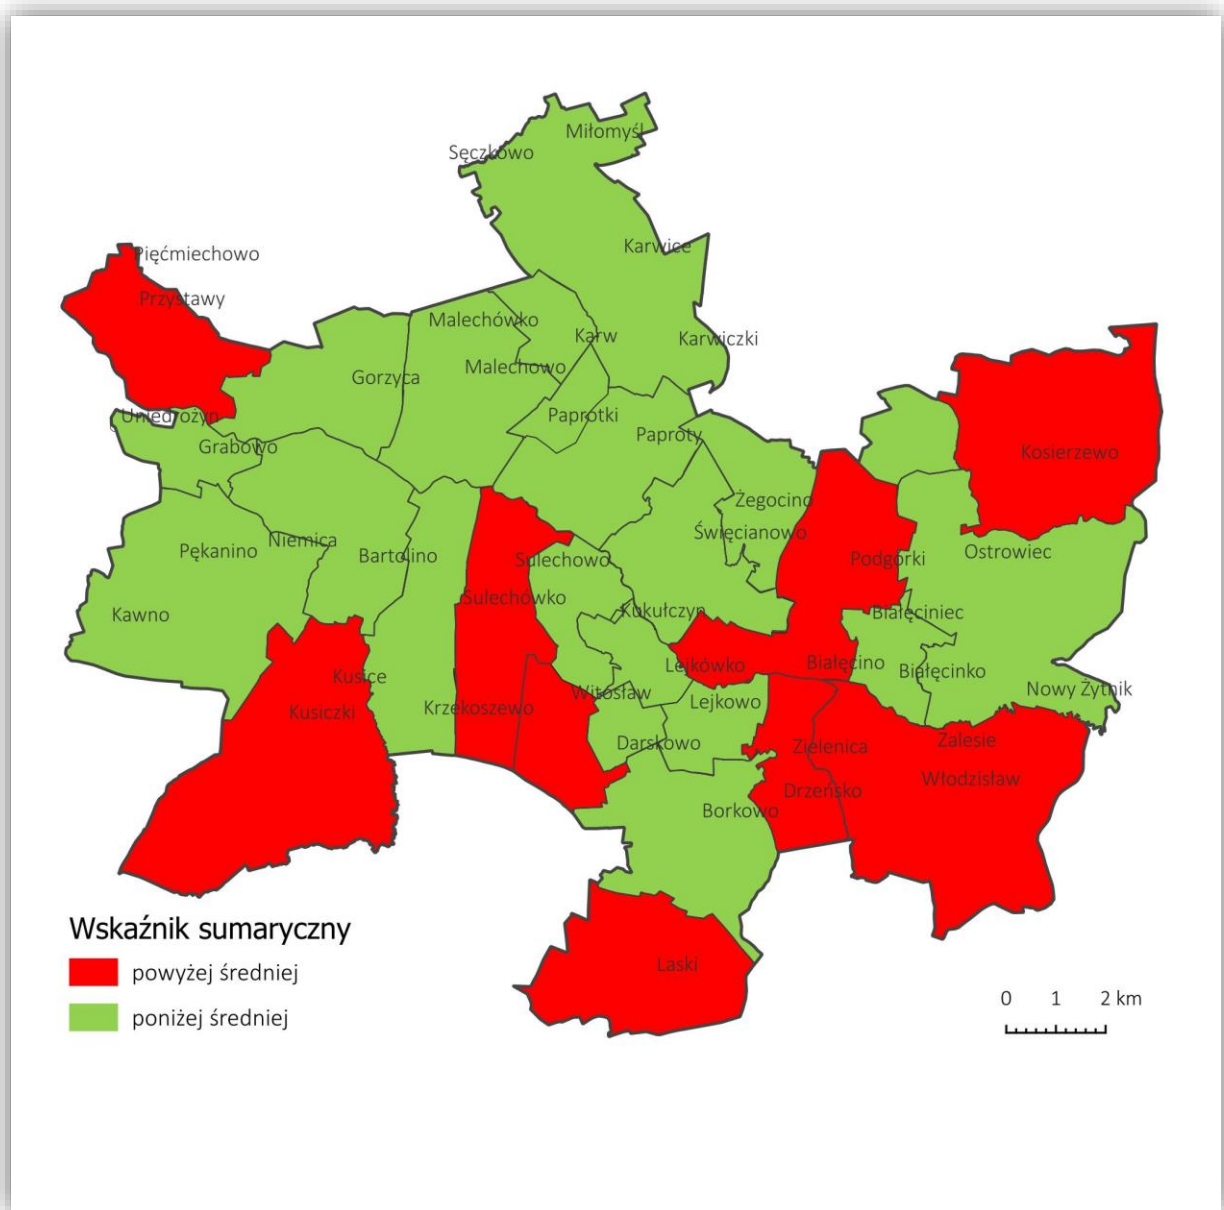 Miłomyśl
Sęczkowo
Karwice
Pięćmiechowo
Przystawy
Malechówko
Karw
Karwiczki
Malechowo
Gorzyca
Uniedrożyn
Paprotki
Paproty
Grabowo
Kosierzewo
Żegocino
Święcianowo
Niemica
Pękanino
Bartolino
Sulechowo
Podgórki
Ostrowiec
Sulechówko
Kawno
Kukułczyn
Białęciniec
Lejkówko
Białęcino
Białęcinko
Kusice
Witosław
Nowy Żytnik
Lejkowo
Kusiczki
Krzekoszewo
Darskowo
Zielenica
Zalesie
Włodzisław
Drzeńsko
Borkowo
Laski
Wskaźnik sumaryczny
powyżej średniej
poniżej średniej
0 1 2 km